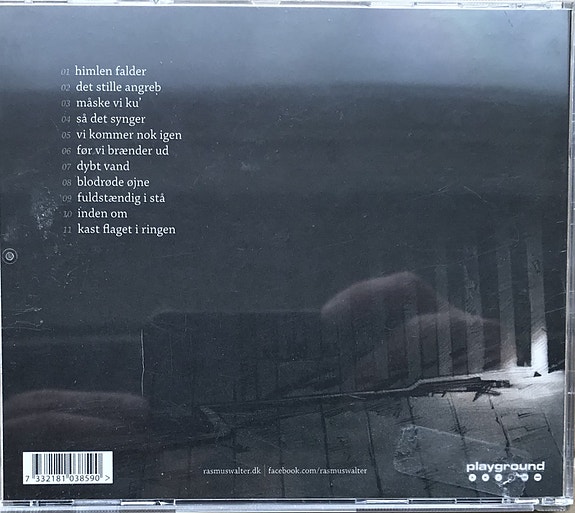 01 himlen falder
02 det stille angreb
03 måske vi ku'
04 så det synger
05 vi kommer nok igen
06 før vi brænder ud
07 dybt vand
08 blodrøde øjne
09 fuldstændig i stå
10 inden om
11 kast flaget i ringen
7 332181 038590 >
rasmuswalter.dk | facebook.com/rasmuswalter
playground